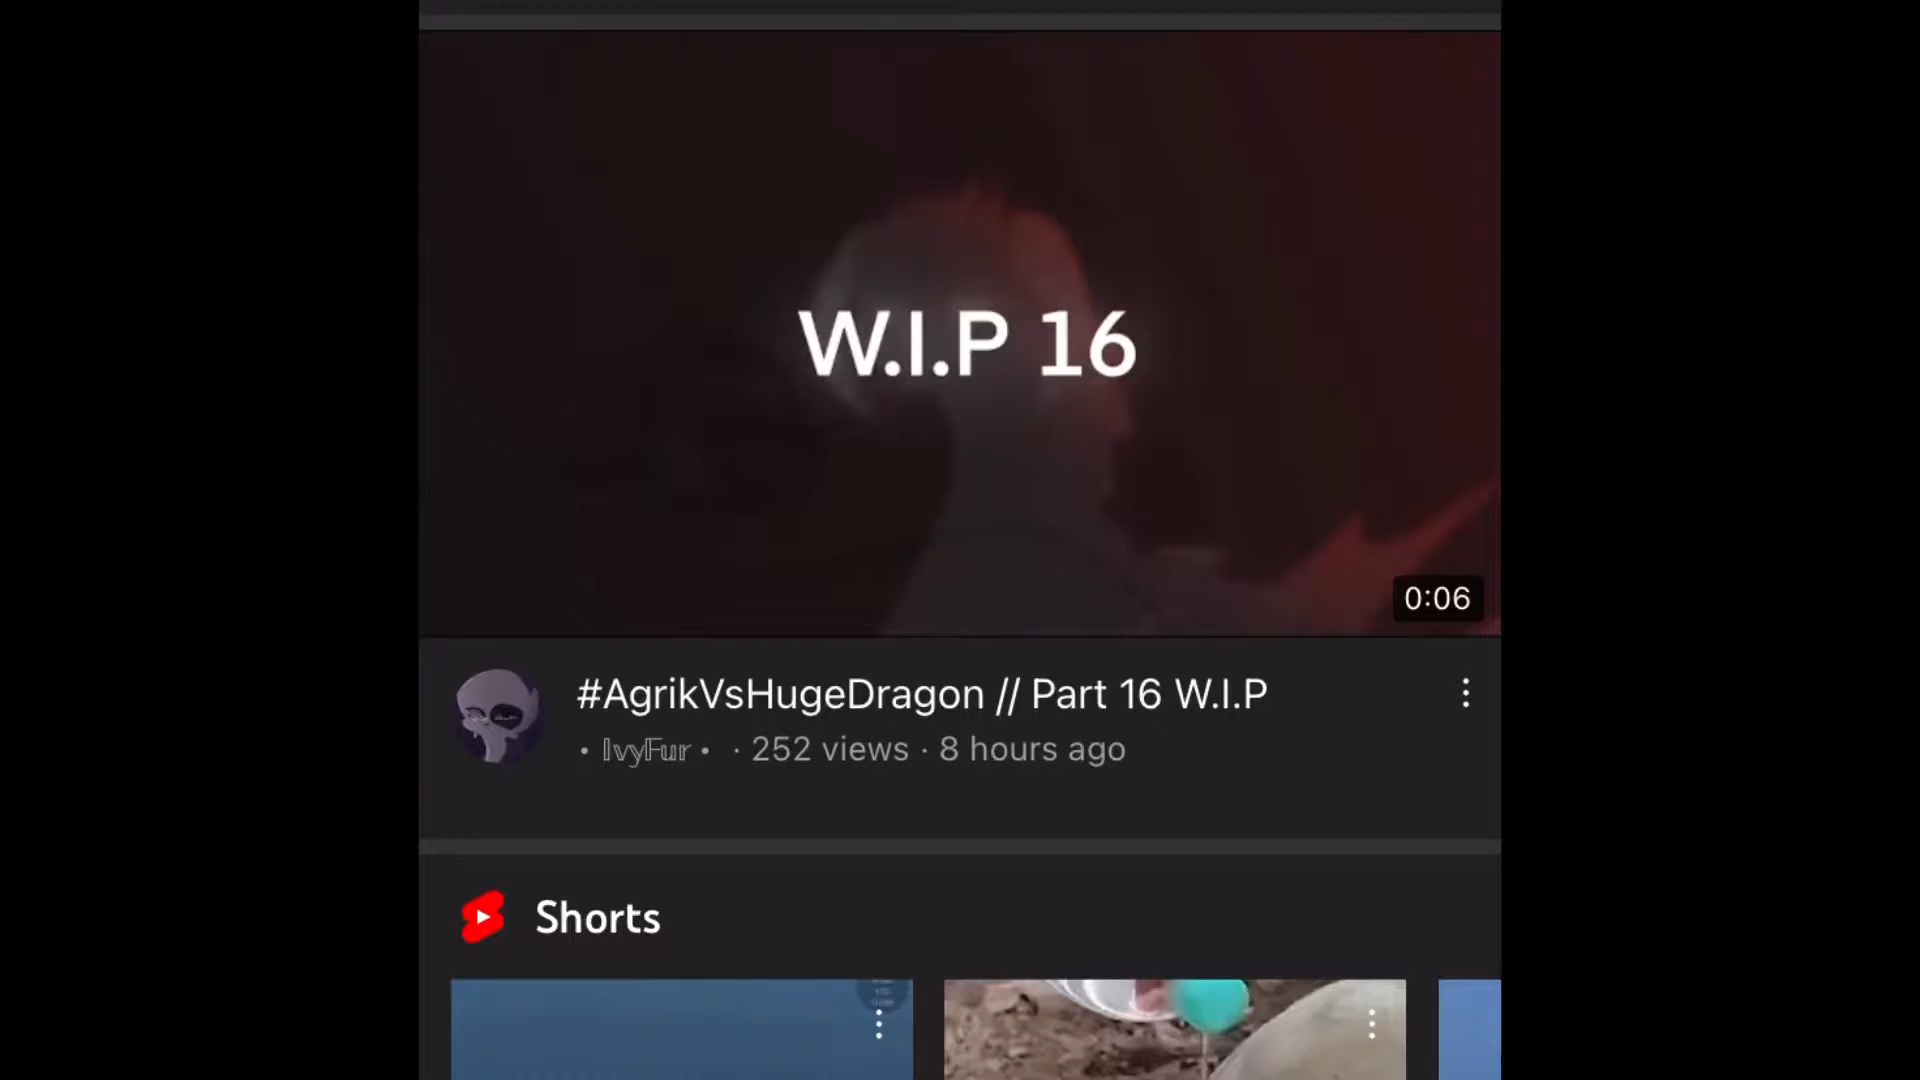 W.I.P 16
0:06
#AgrikVsHugeDragon // Part 16 W.I.P
• 𝕀𝕧𝕪𝔽𝕦𝕣 • · 252 views · 8 hours ago
Shorts